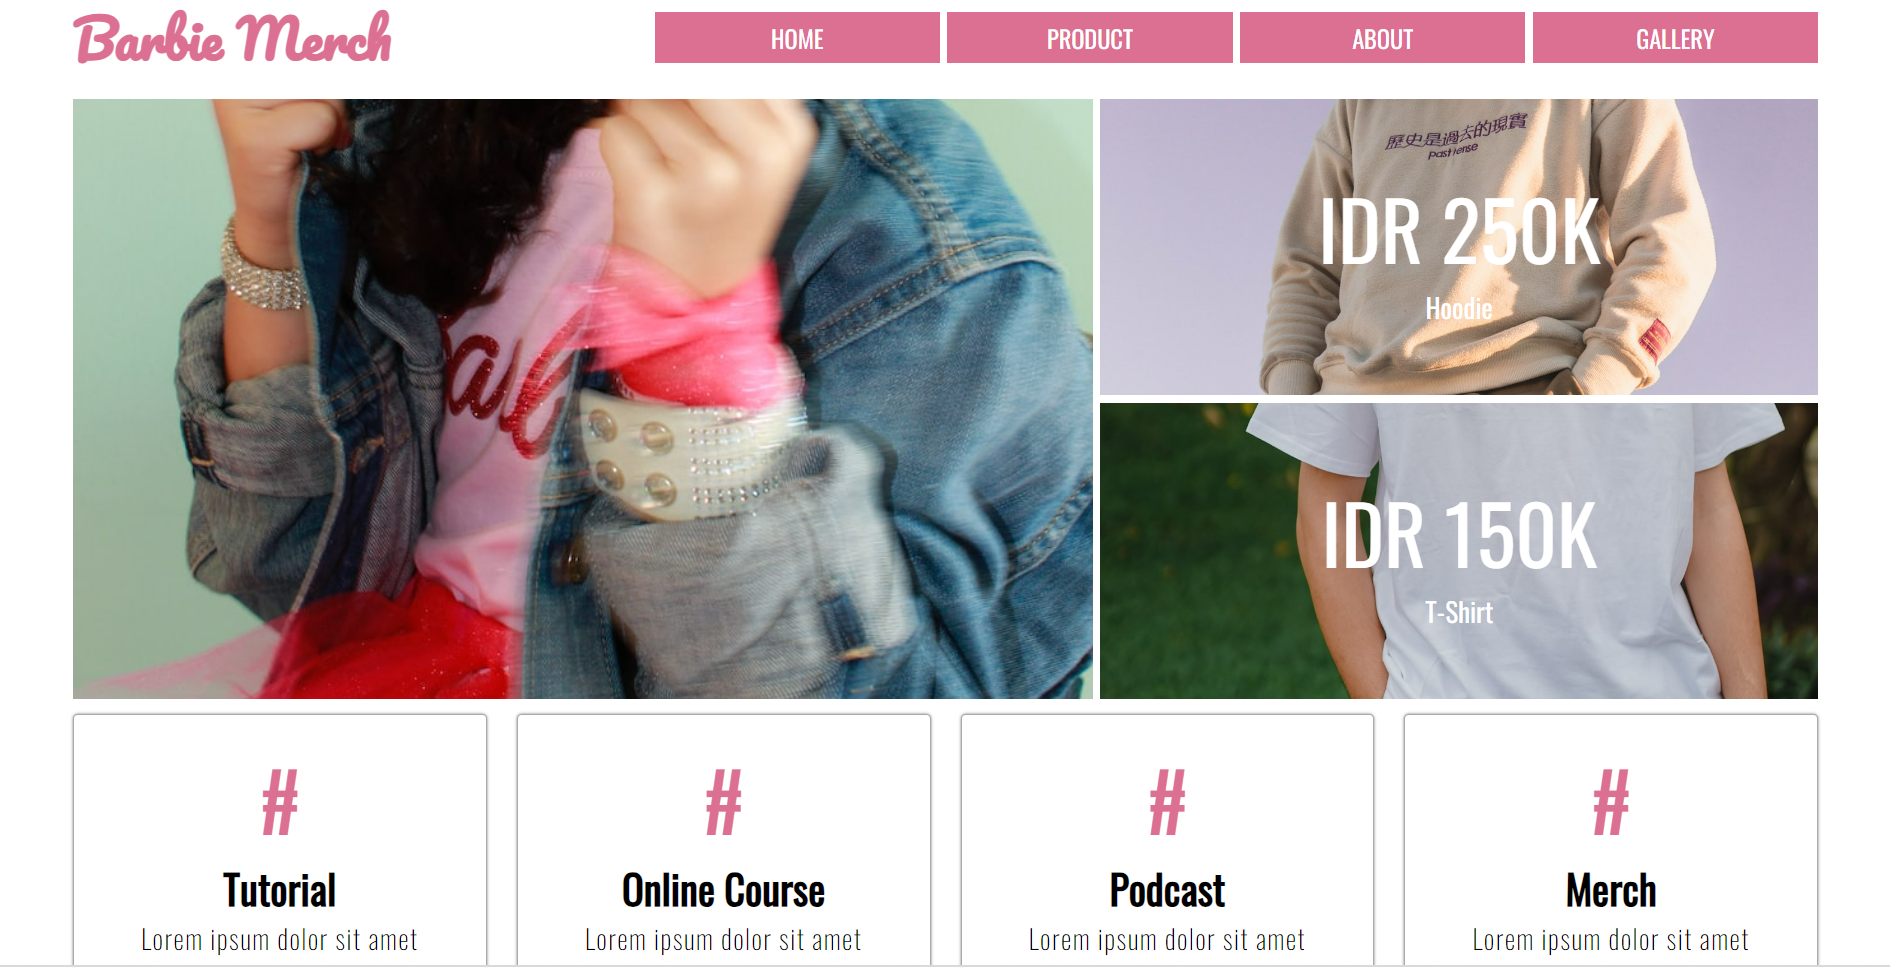 Barbie Merch
HOME
PRODUCT
ABOUT
GALLERY
歷史是過去的現實
Past tense
IDR 250K
Hoodie
IDR 150K
T-Shirt
#
#
#
#
Tutorial
Online Course
Podcast
Merch
Lorem ipsum dolor sit amet
Lorem ipsum dolor sit amet
Lorem ipsum dolor sit amet
Lorem ipsum dolor sit amet